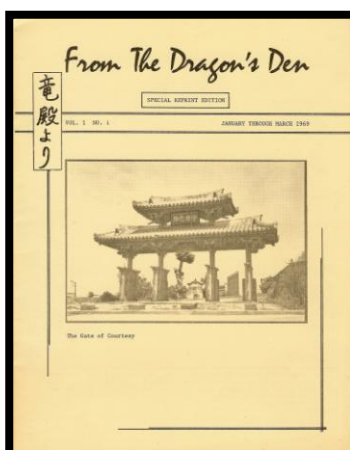 From The Dragon's Den
SPECIAL REPRINT EDITION
竜殿より
VOL. 1 NO. 1
JANUARY THROUGH MARCH 1969
The Gate of Courtesy